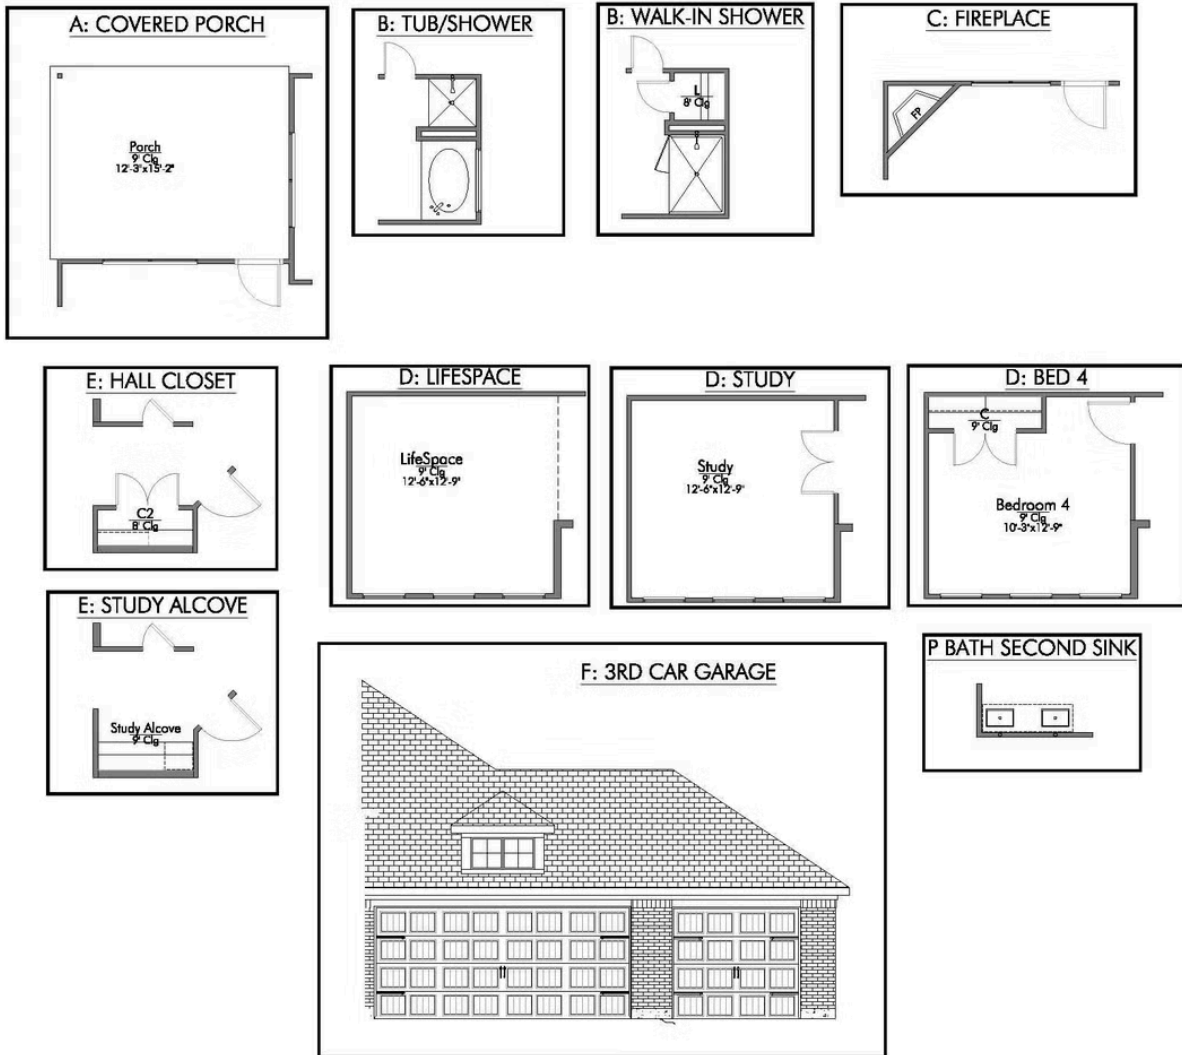 A: COVERED PORCH
Porch
9' Clg
12'-3"x15'-2"
B: TUB/SHOWER
B: WALK-IN SHOWER
L
8' Clg
C: FIREPLACE
FP
E: HALL CLOSET
C2
8' Clg
D: LIFESPACE
LifeSpace
9' Clg
12'-6"x12'-9"
D: STUDY
Study
9' Clg
12'-6"x12'-9"
D: BED 4
C
9' Clg
Bedroom 4
9' Clg
10'-3"x12'-9"
E: STUDY ALCOVE
Study Alcove
9' Clg
F: 3RD CAR GARAGE
P BATH SECOND SINK